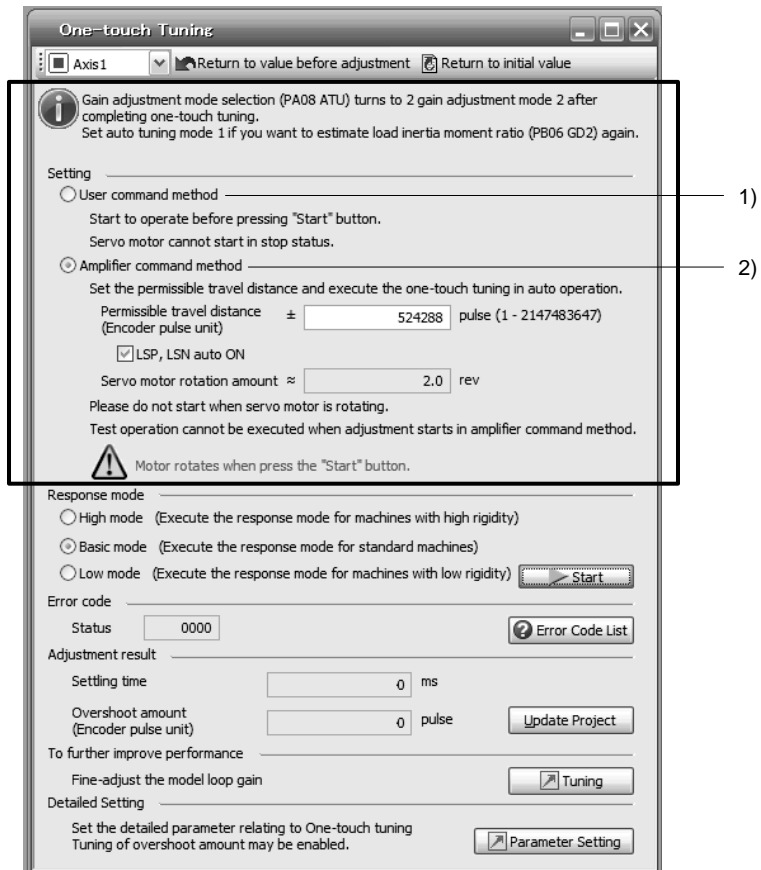 One-touch Tuning
Axis1 Return to value before adjustment Return to initial value
Gain adjustment mode selection (PA08 ATU) turns to 2 gain adjustment mode 2 after
completing one-touch tuning.
Set auto tuning mode 1 if you want to estimate load inertia moment ratio (PB06 GD2) again.
Setting
User command method 1)
Start to operate before pressing "Start" button.
Servo motor cannot start in stop status.
Amplifier command method 2)
Set the permissible travel distance and execute the one-touch tuning in auto operation.
Permissible travel distance ± 524288 pulse (1 - 2147483647)
(Encoder pulse unit)
LSP, LSN auto ON
Servo motor rotation amount ≈ 2.0 rev
Please do not start when servo motor is rotating.
Test operation cannot be executed when adjustment starts in amplifier command method.
Motor rotates when press the "Start" button.
Response mode
High mode (Execute the response mode for machines with high rigidity)
Basic mode (Execute the response mode for standard machines)
Low mode (Execute the response mode for machines with low rigidity) Start
Error code
Status 0000 Error Code List
Adjustment result
Settling time 0 ms
Overshoot amount 0 pulse Update Project
(Encoder pulse unit)
To further improve performance
Fine-adjust the model loop gain Tuning
Detailed Setting
Set the detailed parameter relating to One-touch tuning
Tuning of overshoot amount may be enabled. Parameter Setting